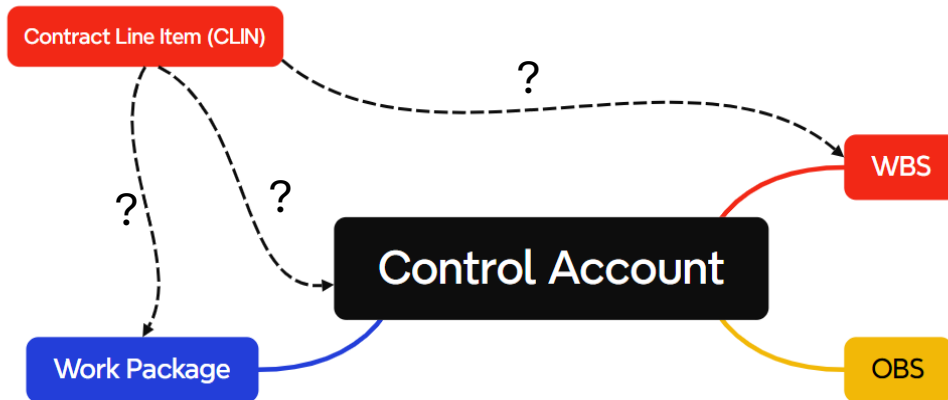 Contract Line Item (CLIN)
?
WBS
?
?
Control Account
Work Package
OBS